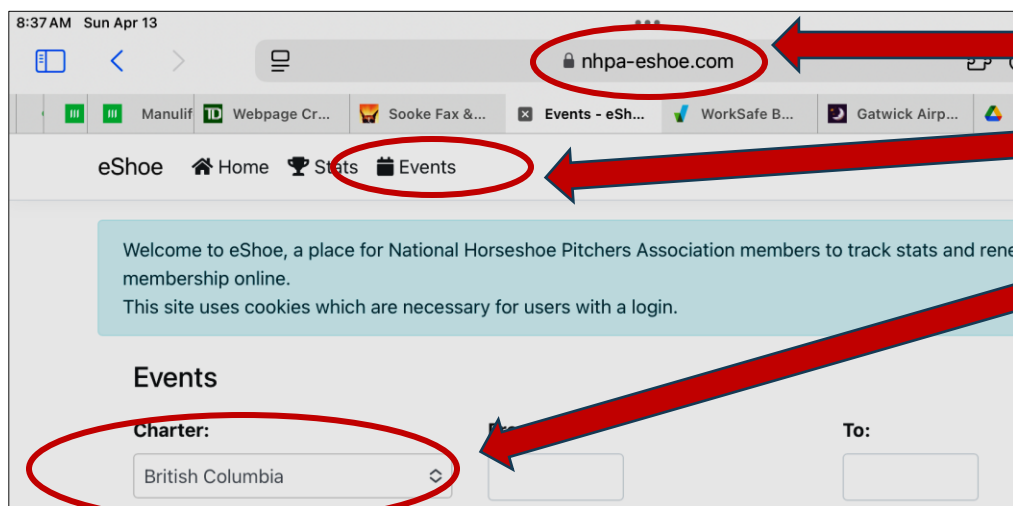 8:37 AM Sun Apr 13
nhpa-eshoe.com
Manulif Webpage Cr... Sooke Fax &... Events - eSh... WorkSafe B... Gatwick Airp...
eShoe Home Stats Events
Welcome to eShoe, a place for National Horseshoe Pitchers Association members to track stats and rene
membership online.
This site uses cookies which are necessary for users with a login.
Events
Charter: To:
British Columbia